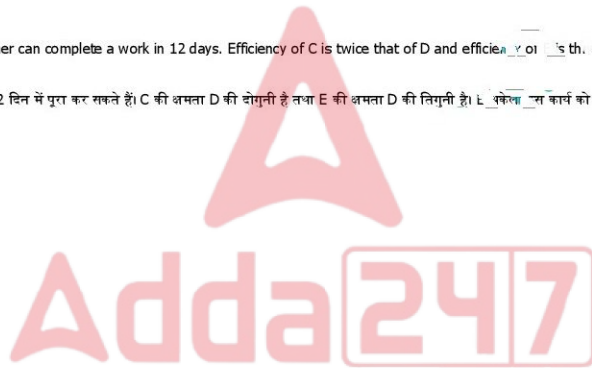 er can complete a work in 12 days. Efficiency of C is twice that of D and
2 दिन में पूरा कर सकते हैं। C की क्षमता D की दोगुनी है तथा E की क्षमता D की तिगुनी है। कार्य को
Adda247